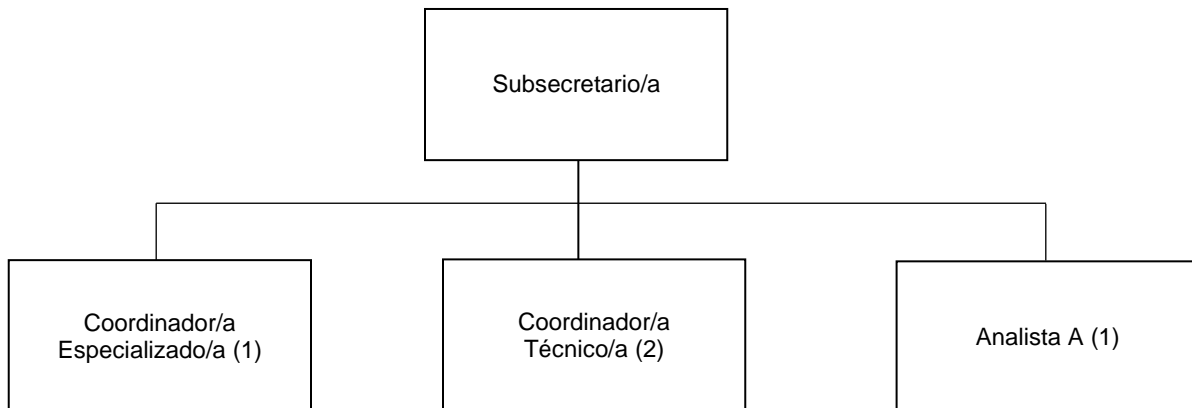 Subsecretario/a
Coordinador/a
Especializado/a (1)
Coordinador/a
Técnico/a (2)
Analista A (1)